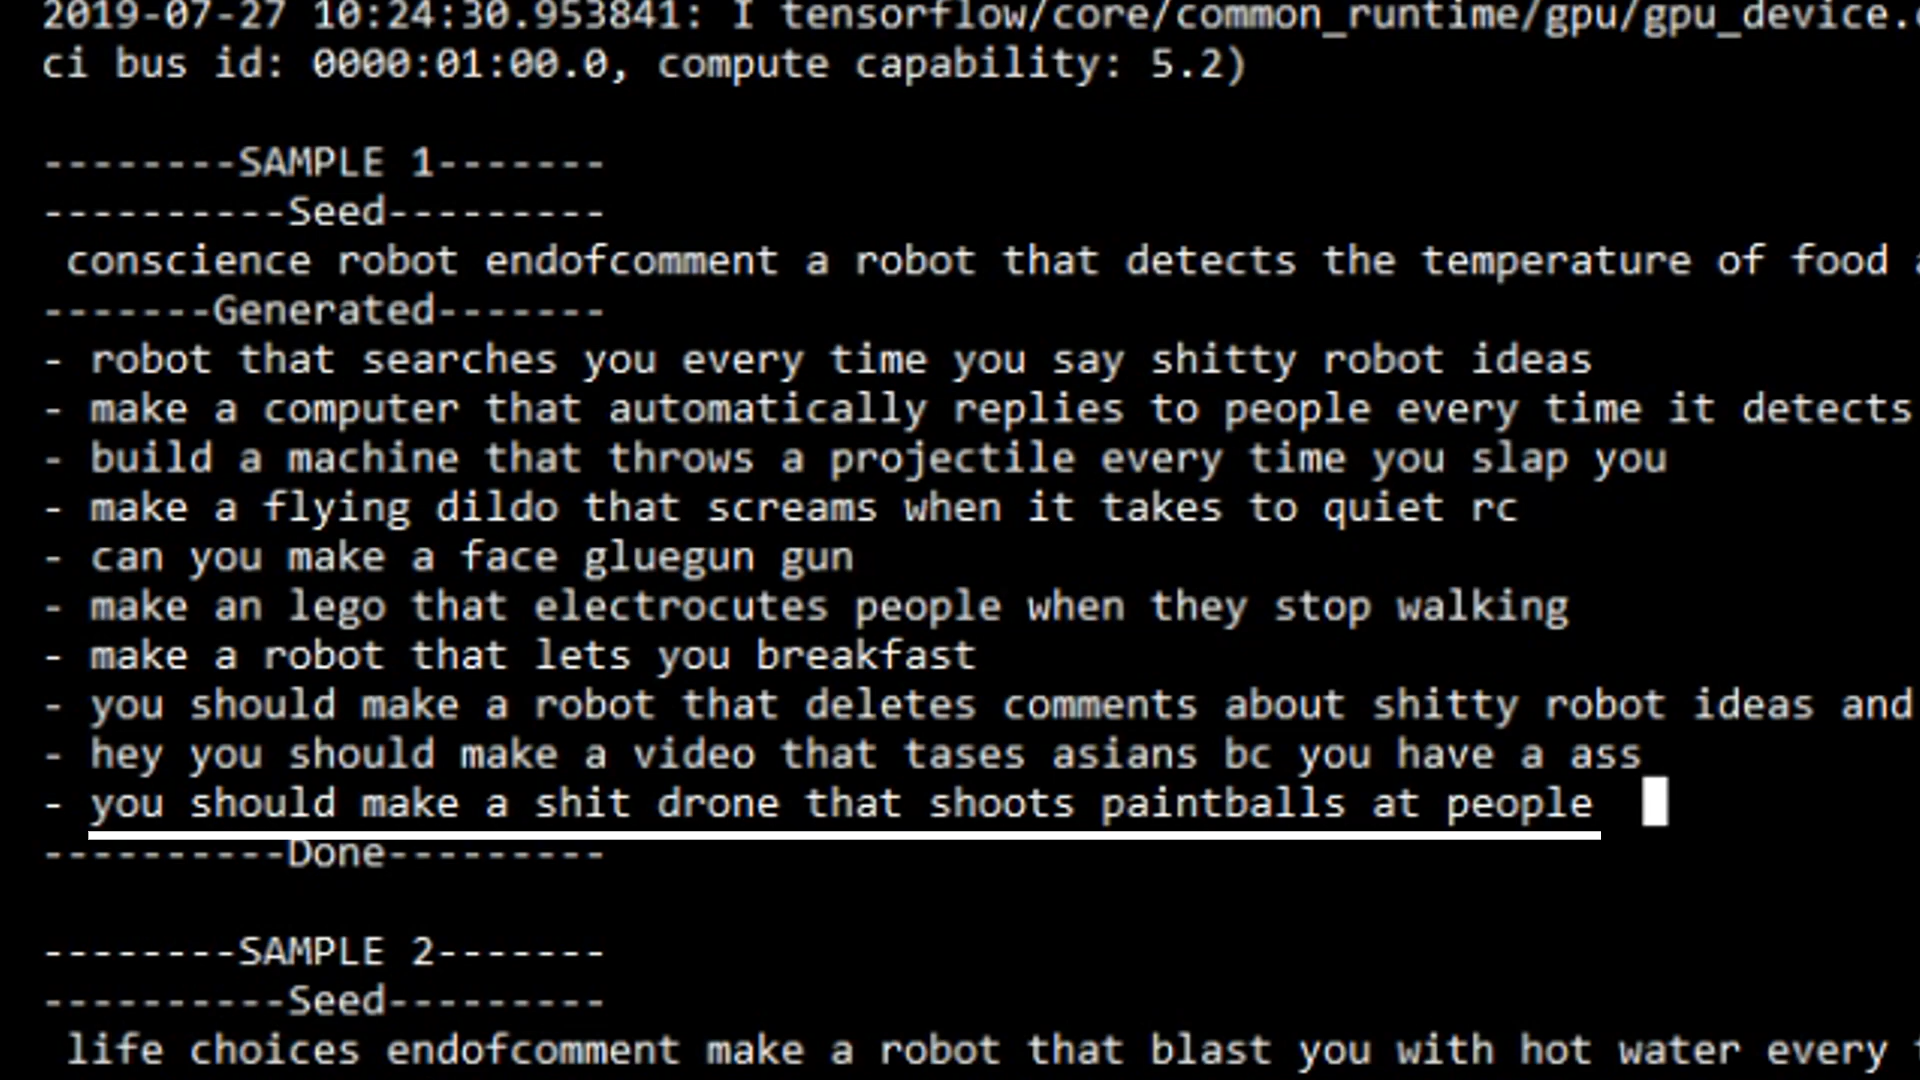 2019-07-27 10:24:30.953841: I tensorflow/core/common_runtime/gpu/gpu_device.
ci bus id: 0000:01:00.0, compute capability: 5.2)
--------SAMPLE 1-------
----------Seed---------
conscience robot endofcomment a robot that detects the temperature of food
-------Generated-------
- robot that searches you every time you say shitty robot ideas
- make a computer that automatically replies to people every time it detects
- build a machine that throws a projectile every time you slap you
- make a flying dildo that screams when it takes to quiet rc
- can you make a face gluegun gun
- make an lego that electrocutes people when they stop walking
- make a robot that lets you breakfast
- you should make a robot that deletes comments about shitty robot ideas and
- hey you should make a video that tases asians bc you have a ass
- you should make a shit drone that shoots paintballs at people
----------Done---------
--------SAMPLE 2-------
----------Seed---------
life choices endofcomment make a robot that blast you with hot water every